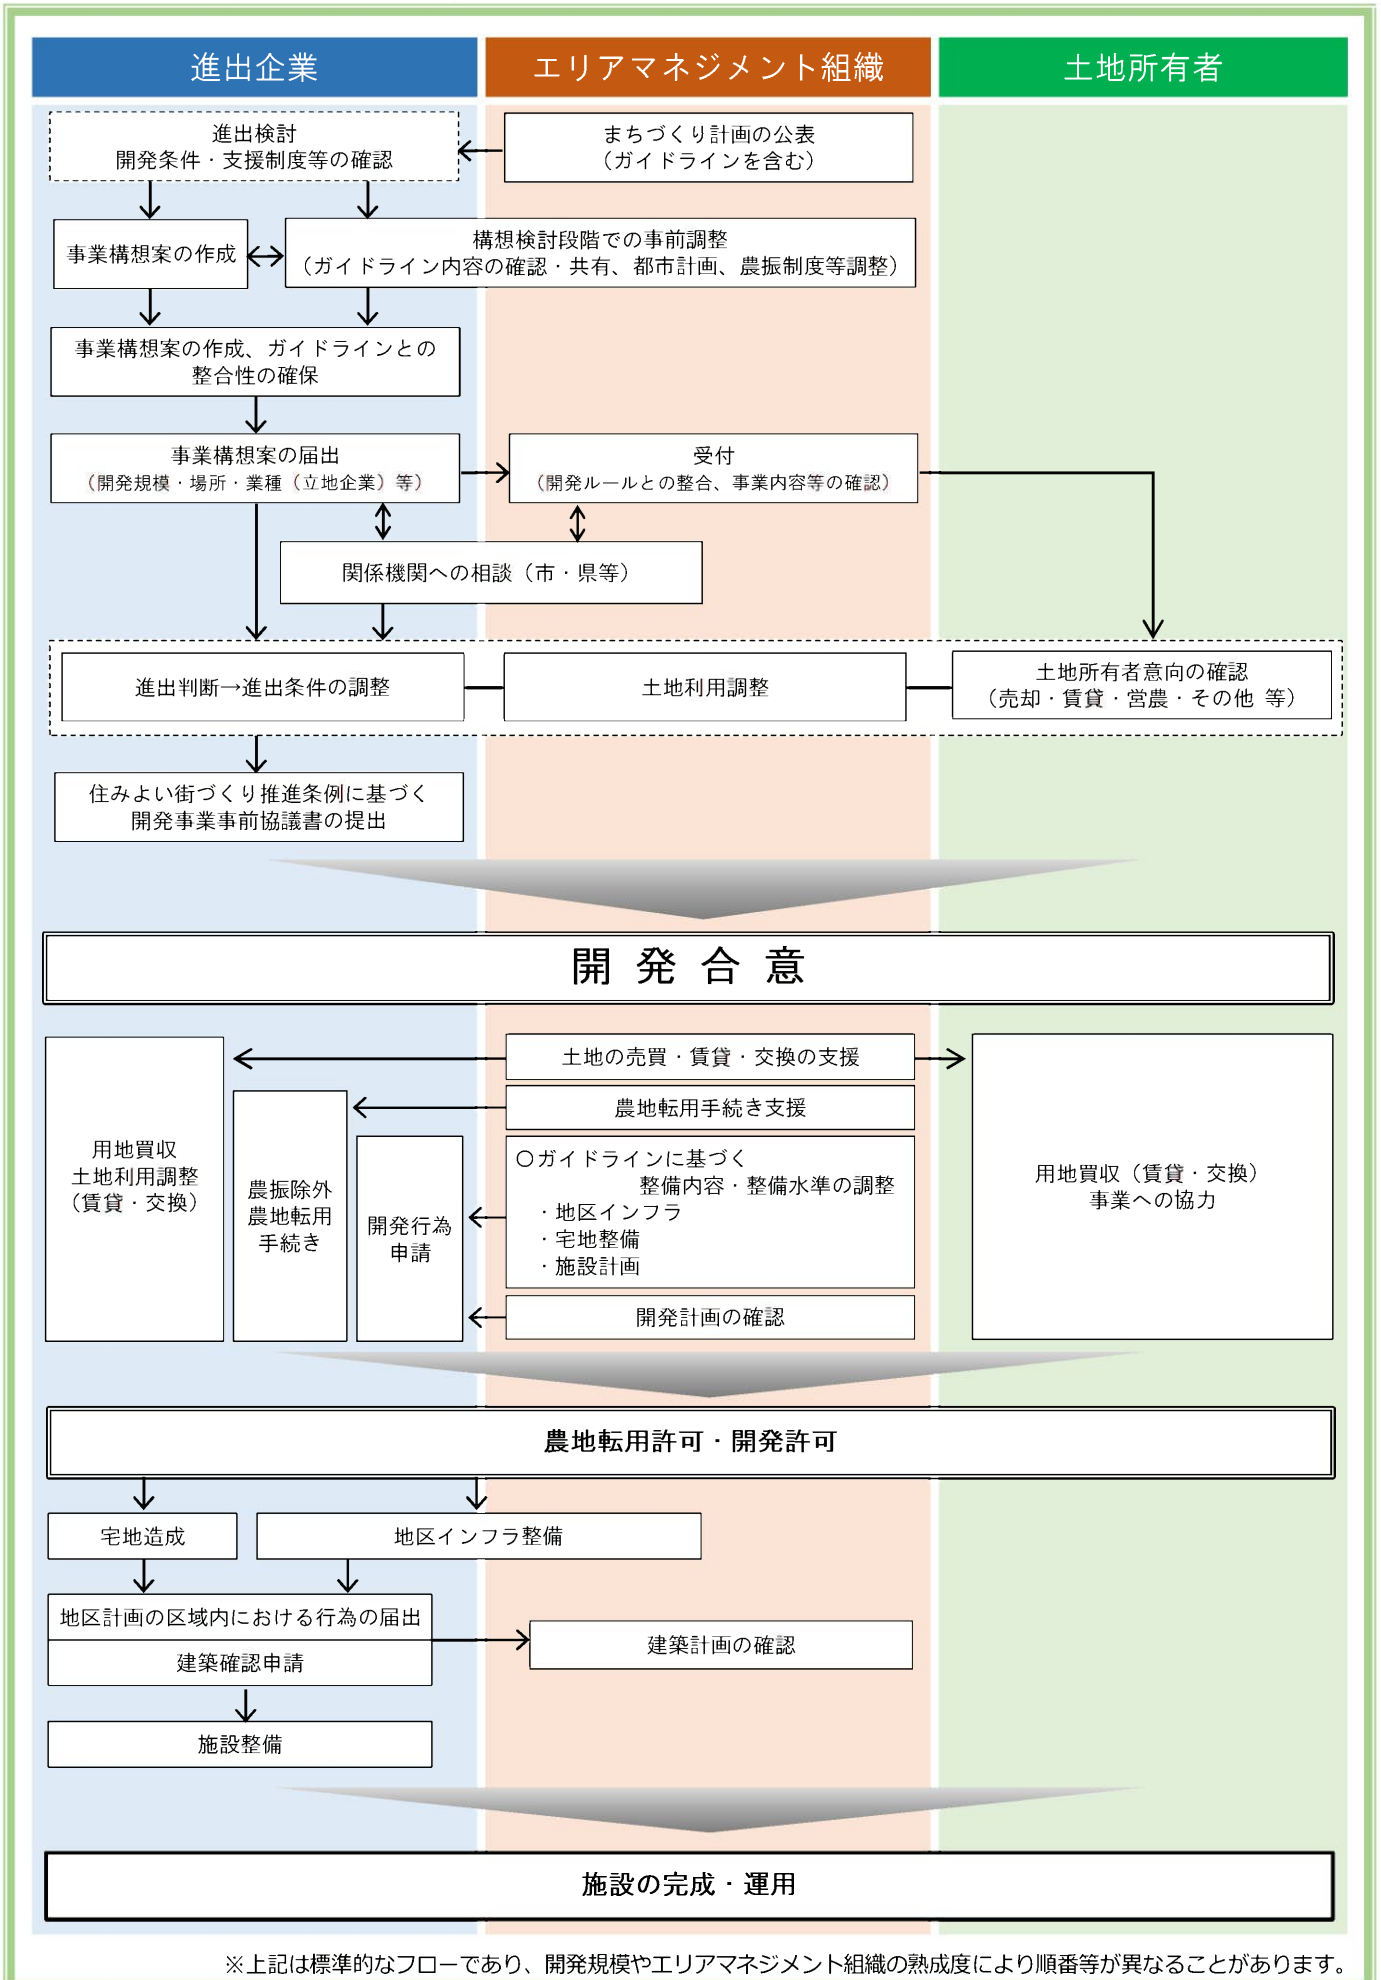 進出企業
エリアマネジメント組織
土地所有者
進出検討
開発条件・支援制度等の確認
まちづくり計画の公表
（ガイドラインを含む）
事業構想案の作成
構想検討段階での事前調整
（ガイドライン内容の確認・共有、都市計画、農振制度等調整）
事業構想案の作成、ガイドラインとの
整合性の確保
事業構想案の届出
（開発規模・場所・業種（立地企業）等）
受付
（開発ルールとの整合、事業内容等の確認）
関係機関への相談（市・県等）
進出判断→進出条件の調整
土地利用調整
土地所有者意向の確認
（売却・賃貸・営農・その他 等）
住みよい街づくり推進条例に基づく
開発事業事前協議書の提出
開発合意
用地買収
土地利用調整
（賃貸・交換）
農振除外
農地転用
手続き
開発行為
申請
土地の売買・賃貸・交換の支援
農地転用手続き支援
〇ガイドラインに基づく
整備内容・整備水準の調整
・地区インフラ
・宅地整備
・施設計画
開発計画の確認
用地買収（賃貸・交換）
事業への協力
農地転用許可・開発許可
宅地造成
地区インフラ整備
地区計画の区域内における行為の届出
建築確認申請
建築計画の確認
施設整備
施設の完成・運用
※上記は標準的なフローであり、開発規模やエリアマネジメント組織の熟成度により順番等が異なることがあります。